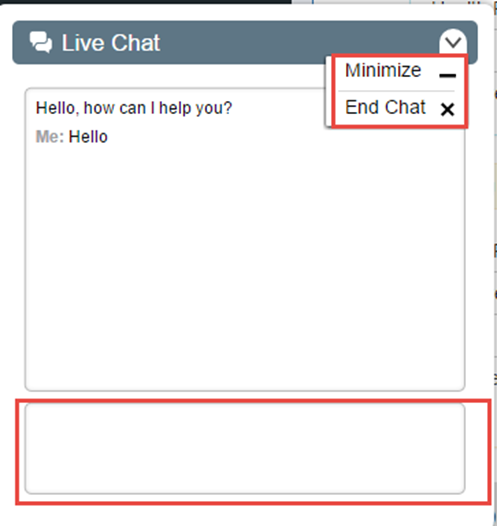 Live Chat
Minimize
End Chat
Hello, how can I help you?
Me: Hello